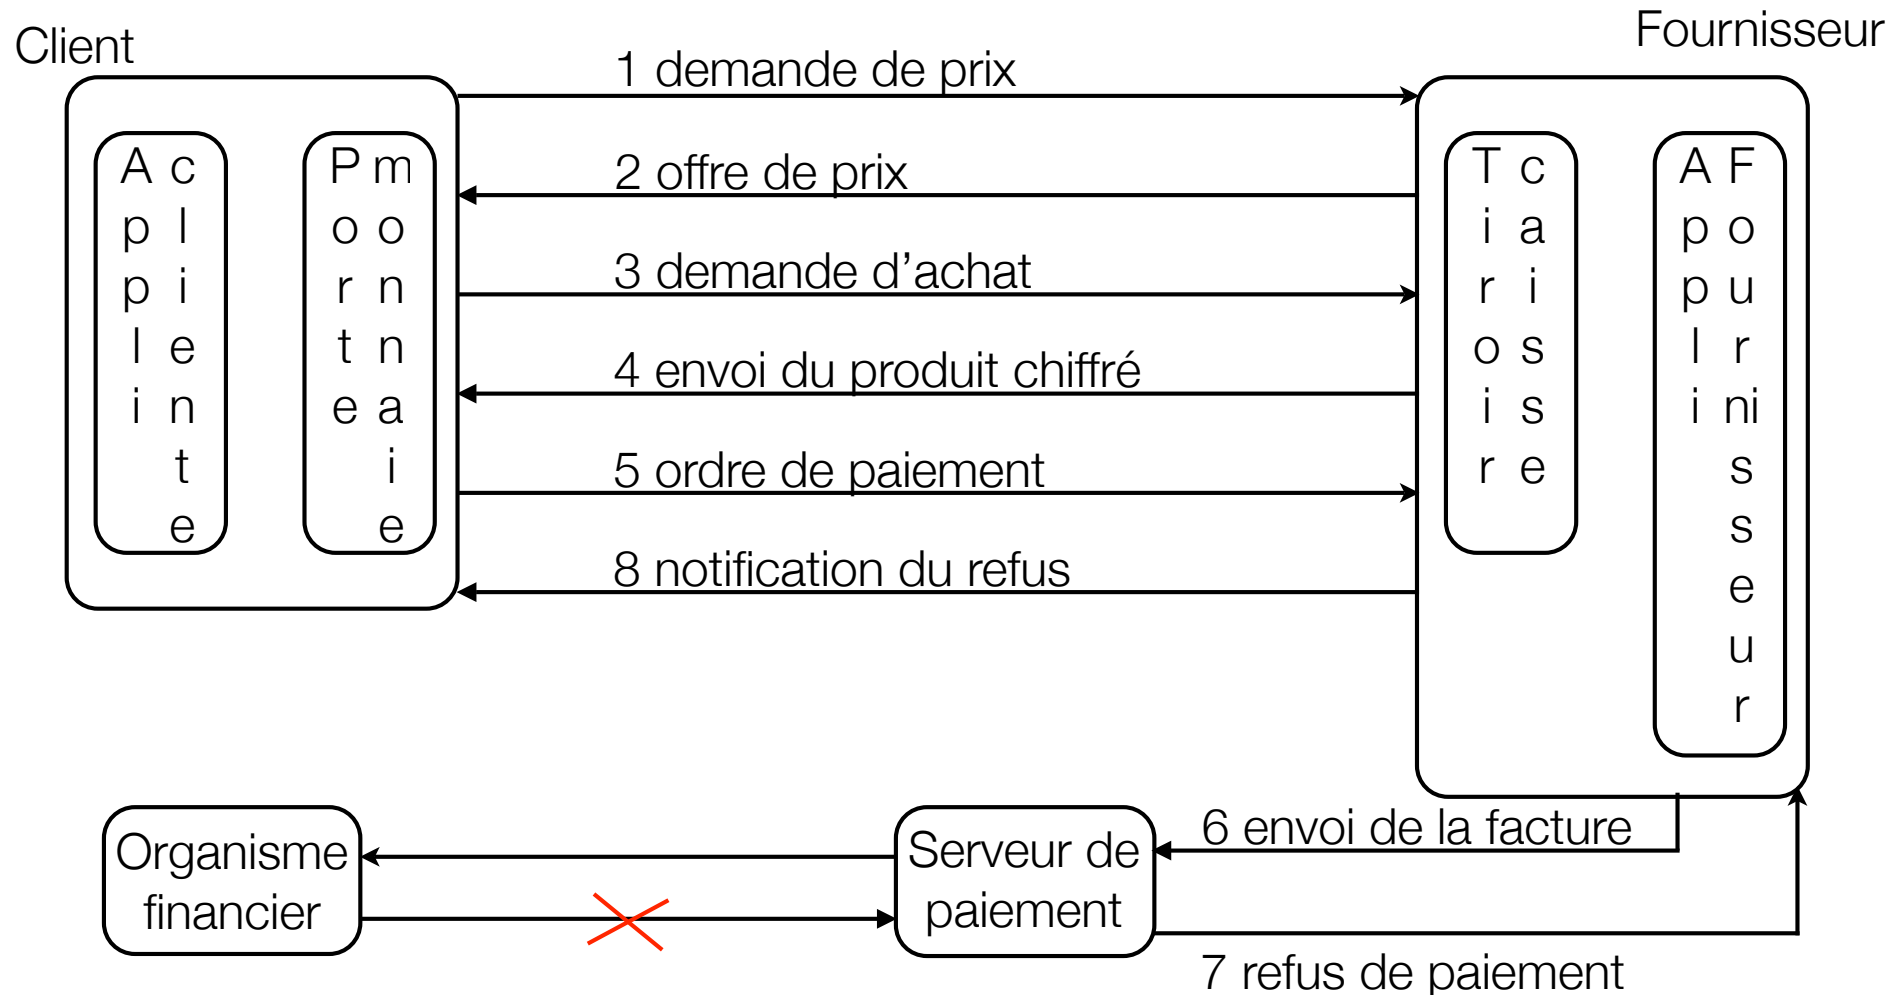 Client
Fournisseur
1 demande de prix
2 offre de prix
3 demande d’achat
4 envoi du produit chiffré
5 ordre de paiement
8 notification du refus
Appli
cliente
Porte
monnaie
Tiroir
caisse
Appli
Fournisseur
Organisme
financier
Serveur de
paiement
6 envoi de la facture
7 refus de paiement